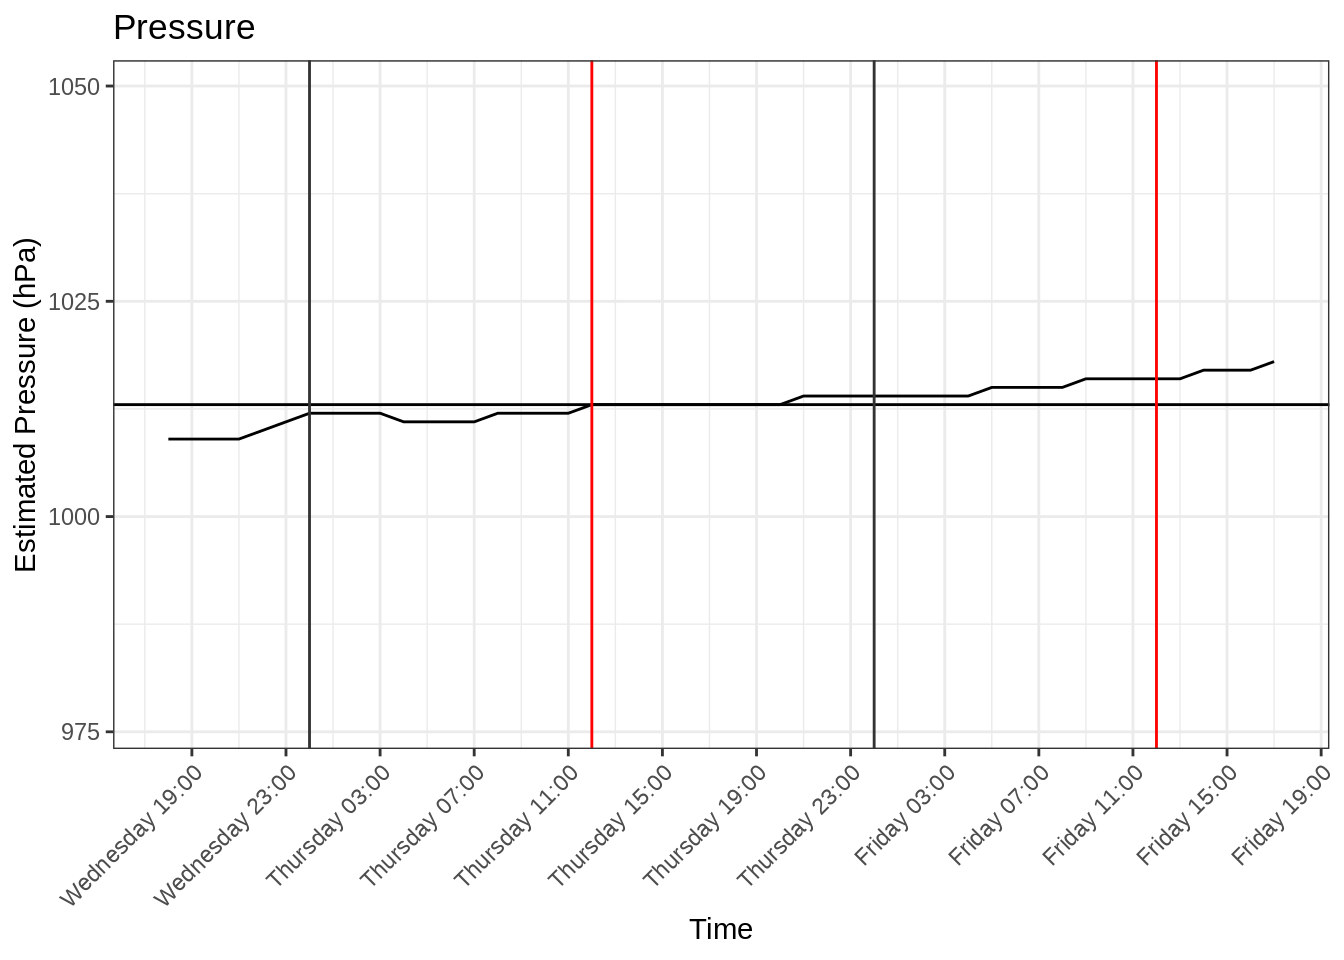 Pressure
Estimated Pressure (hPa)
1050
1025
1000
975
Wednesday 19:00
Wednesday 23:00
Thursday 03:00
Thursday 07:00
Thursday 11:00
Thursday 15:00
Thursday 19:00
Thursday 23:00
Friday 03:00
Friday 07:00
Friday 11:00
Friday 15:00
Friday 19:00
Time